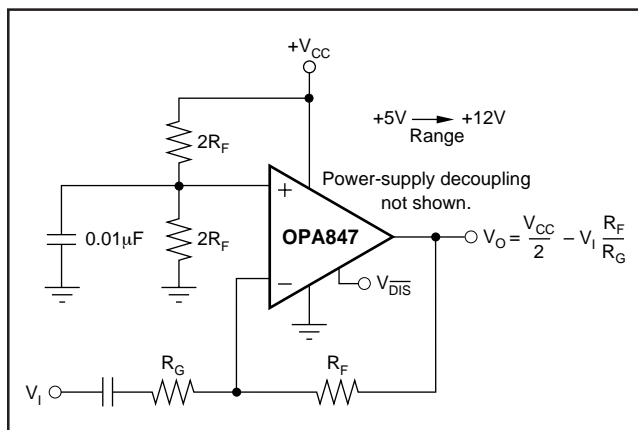 +V_CC
+5V → +12V
Range
2R_F
Power-supply decoupling
not shown.
+
OPA847
0.01µF
2R_F
V_O = V_CC/2 – V_I R_F/R_G
–
V_D̅I̅S̅
R_G
R_F
V_I